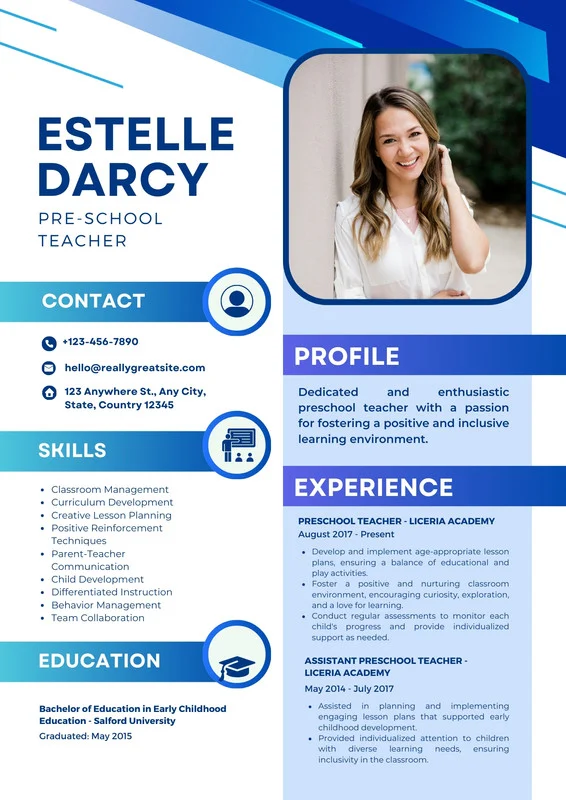 ESTELLE
DARCY
PRE-SCHOOL
TEACHER
CONTACT
+123-456-7890
hello@reallygreatsite.com
123 Anywhere St., Any City,
State, Country 12345
SKILLS
• Classroom Management
• Curriculum Development
• Creative Lesson Planning
• Positive Reinforcement
Techniques
• Parent-Teacher
Communication
• Child Development
• Differentiated Instruction
• Behavior Management
• Team Collaboration
EDUCATION
Bachelor of Education in Early Childhood
Education - Salford University
Graduated: May 2015
PROFILE
Dedicated and enthusiastic
preschool teacher with a passion
for fostering a positive and inclusive
learning environment.
EXPERIENCE
PRESCHOOL TEACHER - LICERIA ACADEMY
August 2017 - Present
• Develop and implement age-appropriate lesson
plans, ensuring a balance of educational and
play activities.
• Foster a positive and nurturing classroom
environment, encouraging curiosity, exploration,
and a love for learning.
• Conduct regular assessments to monitor each
child's progress and provide individualized
support as needed.
ASSISTANT PRESCHOOL TEACHER -
LICERIA ACADEMY
May 2014 - July 2017
• Assisted in planning and implementing
engaging lesson plans that supported early
childhood development.
• Provided individualized attention to children
with diverse learning needs, ensuring
inclusivity in the classroom.